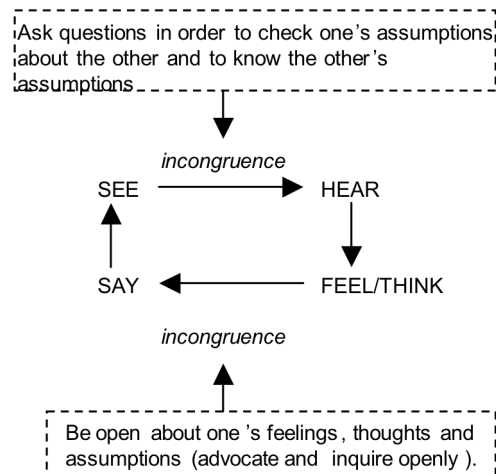 Ask questions in order to check one's assumptions
about the other and to know the other's
assumptions
incongruence
SEE HEAR
SAY FEEL/THINK
incongruence
Be open about one's feelings, thoughts and
assumptions (advocate and inquire openly ).